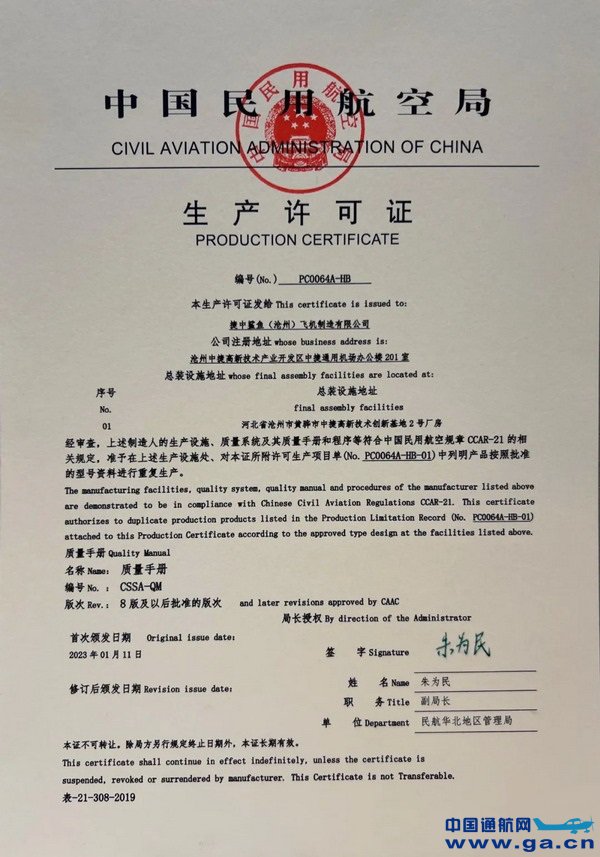 中国民用航空局
中国民用航空局
CIVIL AVIATION ADMINISTRATION OF CHINA
生产许可证
PRODUCTION CERTIFICATE
编号(No.) PC0064A-HB
本生产许可证发给 This certificate is issued to:
捷中鲨鱼（沧州）飞机制造有限公司
公司注册地址 whose business address is:
沧州中捷高新技术产业开发区中捷通用机场办公楼 201 室
总装设施地址 whose final assembly facilities are located at:
序号 总装设施地址
No. final assembly facilities
01 河北省沧州市黄骅市中捷高新技术创新基地 2 号厂房
经审查，上述制造人的生产设施、质量系统及其质量手册和程序等符合中国民用航空规章 CCAR-21 的相
关规定，准予在上述生产设施处、对本证所附许可生产项目单(No. PC0064A-HB-01)中列明产品按照批准
的型号资料进行重复生产。
The manufacturing facilities, quality system, quality manual and procedures of the manufacturer listed above
are demonstrated to be in compliance with Chinese Civil Aviation Regulations CCAR-21. This certificate
authorizes to duplicate production products listed in the Production Limitation Record (No. PC0064A-HB-01)
attached to this Production Certificate according to the approved type design at the facilities listed above.
质量手册 Quality Manual
名称 Name: 质量手册
编号 No. : CSSA-QM
版次 Rev.: 8 版及以后批准的版次 and later revisions approved by CAAC
局长授权 By direction of the Administrator
首次颁发日期 Original issue date:
2023 年 01 月 11 日
签 字 Signature 朱为民
姓 名 Name 朱为民
修订后颁发日期 Revision issue date:
职 务 Title 副局长
单 位 Department 民航华北地区管理局
本证不可转让。除局方另行规定终止日期外，本证长期有效。
This certificate shall continue in effect indefinitely, unless the certificate is
suspended, revoked or surrendered by manufacturer. This Certificate is not Transferable.
表-21-308-2019
中国通航网
www.ga.cn